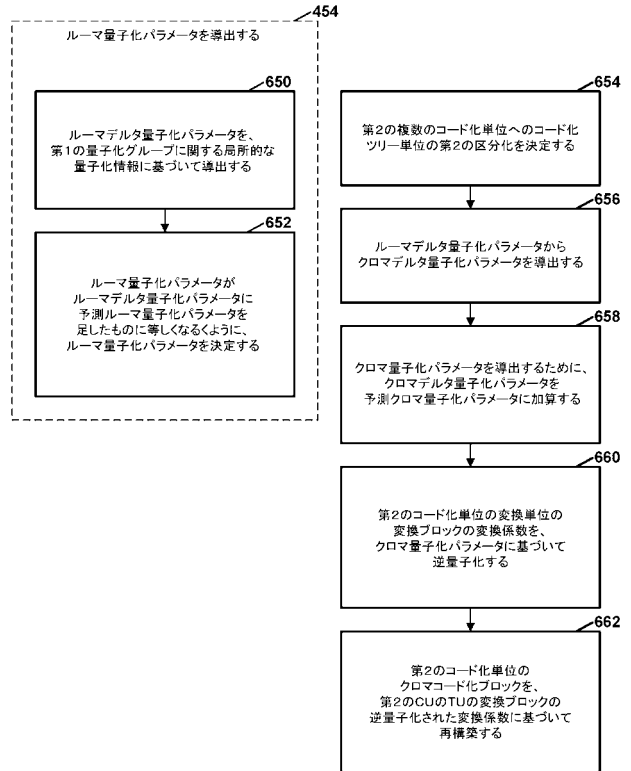 454
ルーマ量子化パラメータを導出する
650
ルーマデルタ量子化パラメータを、
第1の量子化グループに関する局所的な
量子化情報に基づいて導出する
652
ルーマ量子化パラメータが
ルーマデルタ量子化パラメータに
予測ルーマ量子化パラメータを
足したものに等しくなるくように、
ルーマ量子化パラメータを決定する
654
第2の複数のコード化単位へのコード化
ツリー単位の第2の区分化を決定する
656
ルーマデルタ量子化パラメータから
クロマデルタ量子化パラメータを導出する
658
クロマ量子化パラメータを導出するために、
クロマデルタ量子化パラメータを
予測クロマ量子化パラメータに加算する
660
第2のコード化単位の変換単位の
変換ブロックの変換係数を、
クロマ量子化パラメータに基づいて
逆量子化する
662
第2のコード化単位の
クロマコード化ブロックを、
第2のCUのTUの変換ブロックの
逆量子化された変換係数に基づいて
再構築する